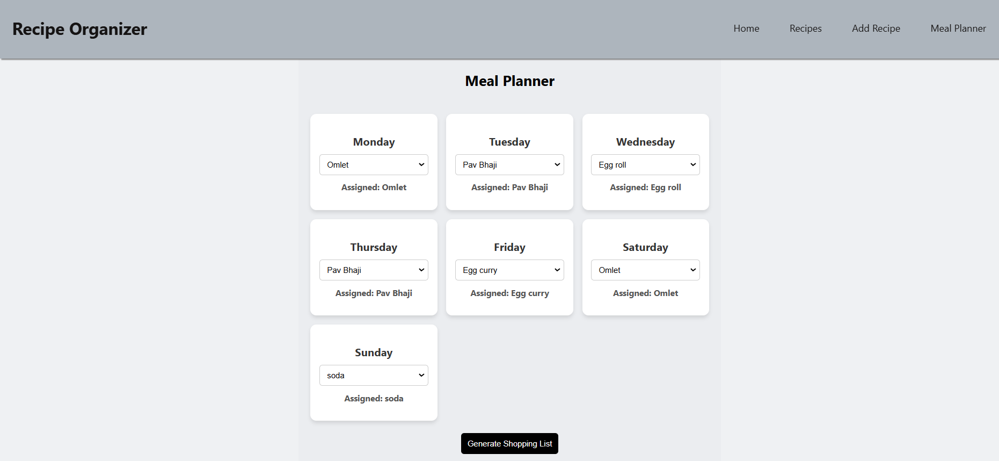 Recipe Organizer
Home Recipes Add Recipe Meal Planner
Meal Planner
Monday
Omlet
Assigned: Omlet
Tuesday
Pav Bhaji
Assigned: Pav Bhaji
Wednesday
Egg roll
Assigned: Egg roll
Thursday
Pav Bhaji
Assigned: Pav Bhaji
Friday
Egg curry
Assigned: Egg curry
Saturday
Omlet
Assigned: Omlet
Sunday
soda
Assigned: soda
Generate Shopping List